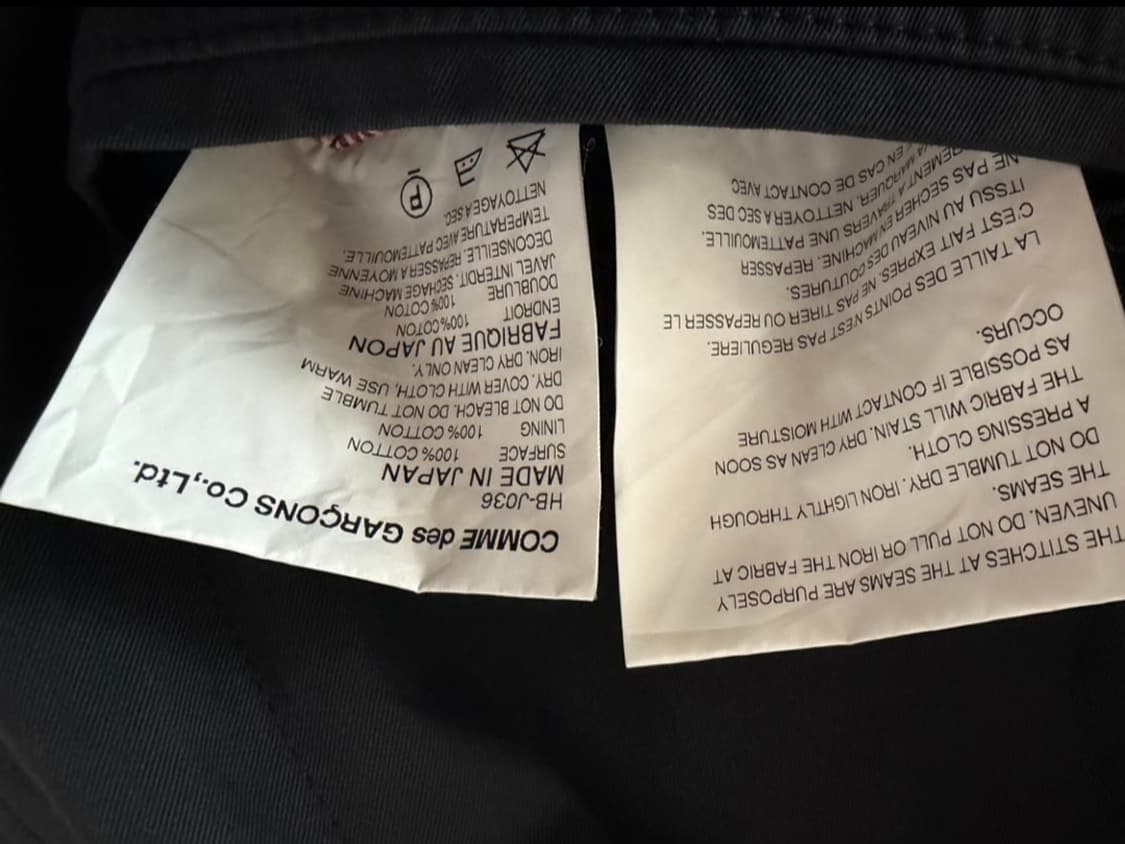 THE STITCHES AT THE SEAMS ARE PURPOSELY
UNEVEN. DO NOT PULL OR IRON THE FABRIC AT
THE SEAMS.
DO NOT TUMBLE DRY. IRON LIGHTLY THROUGH
A PRESSING CLOTH.
THE FABRIC WILL STAIN. DRY CLEAN AS SOON
AS POSSIBLE IF CONTACT WITH MOISTURE
OCCURS.
LA TAILLE DES POINTS N'EST PAS REGULIERE.
C'EST FAIT EXPRES. NE PAS TIRER OU REPASSER LE
ITSSU AU NIVEAU DES COUTURES.
NE PAS SECHER EN MACHINE. REPASSER
A TRAVERS UNE PATTEMOUILLE.
MARQUER. NETTOYER A SEC DES
EN CAS DE CONTACT AVEC
COMME des GARÇONS Co.,Ltd.
HB-J036
MADE IN JAPAN
SURFACE 100% COTTON
LINING 100% COTTON
DO NOT BLEACH. DO NOT TUMBLE
DRY. COVER WITH CLOTH, USE WARM
IRON. DRY CLEAN ONLY.
FABRIQUE AU JAPON
ENDROIT 100%COTON
DOUBLURE 100%COTON
JAVEL INTERDIT. SECHAGE MACHINE
DECONSEILLE. REPASSER A MOYENNE
TEMPERATURE AVEC PATTEMOUILLE.
NETTOYAGE A SEC.
P